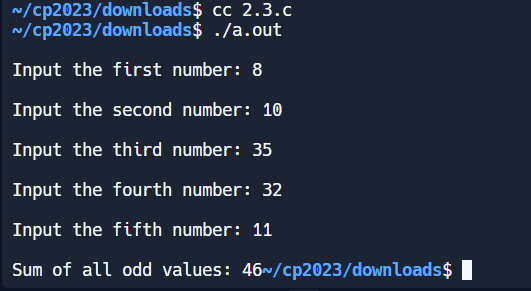 ~/cp2023/downloads$ cc 2.3.c
~/cp2023/downloads$ ./a.out
Input the first number: 8
Input the second number: 10
Input the third number: 35
Input the fourth number: 32
Input the fifth number: 11
Sum of all odd values: 46~/cp2023/downloads$